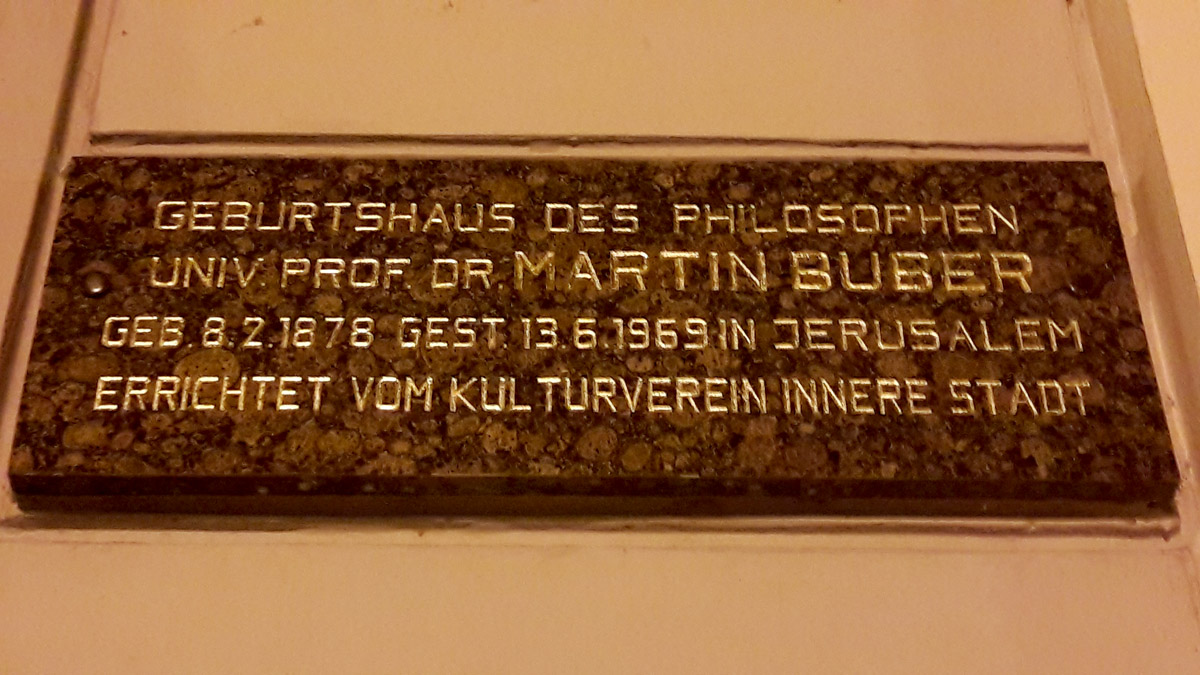 GEBURTSHAUS DES PHILOSOPHEN
UNIV. PROF. DR. MARTIN BUBER
GEB. 8.2.1878 GEST. 13.6.1969 IN JERUSALEM
ERRICHTET VOM KULTURVEREIN INNERE STADT